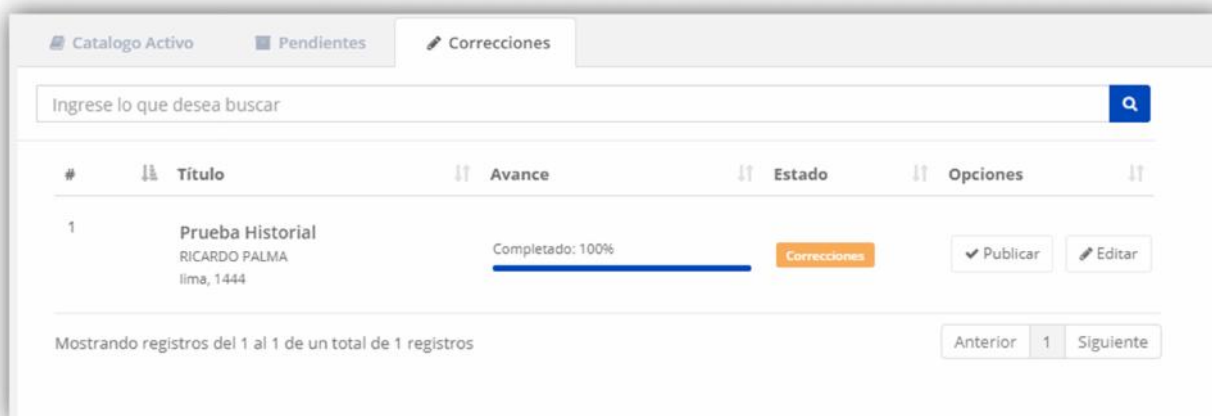 Catalogo Activo Pendientes Correcciones
Ingrese lo que desea buscar
# Título Avance Estado Opciones
1 Prueba Historial Completado: 100% Correcciones Publicar Editar
RICARDO PALMA
lima, 1444
Mostrando registros del 1 al 1 de un total de 1 registros Anterior 1 Siguiente